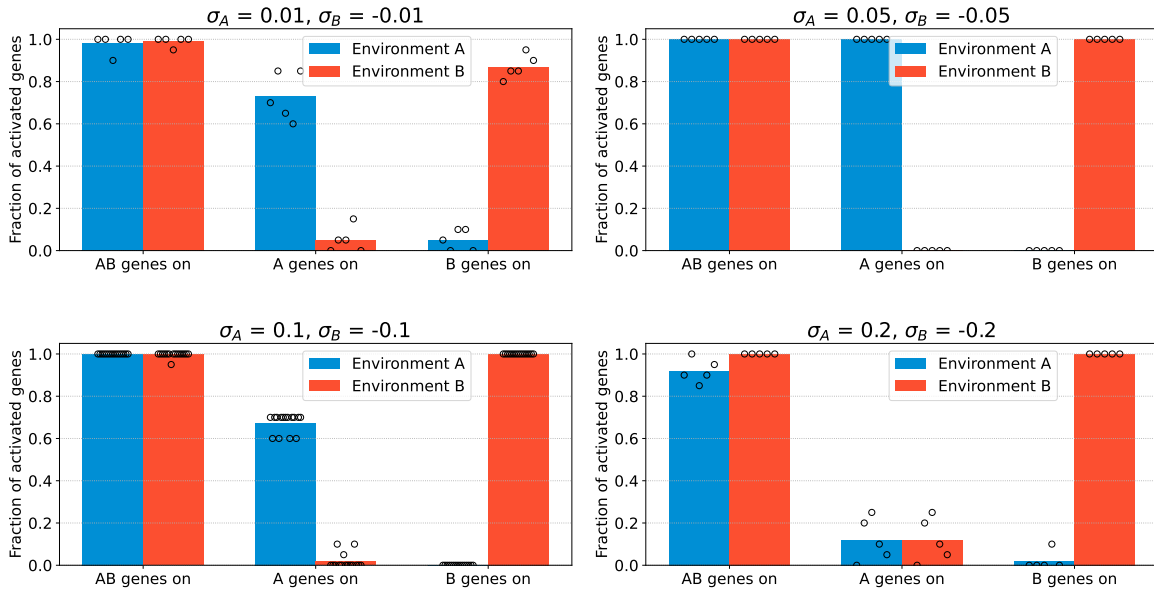 σA = 0.01, σB = -0.01
Fraction of activated genes
1.0
0.8
0.6
0.4
0.2
0.0
Environment A
Environment B
AB genes on
A genes on
B genes on
σA = 0.05, σB = -0.05
Fraction of activated genes
1.0
0.8
0.6
0.4
0.2
0.0
Environment A
Environment B
AB genes on
A genes on
B genes on
σA = 0.1, σB = -0.1
Fraction of activated genes
1.0
0.8
0.6
0.4
0.2
0.0
Environment A
Environment B
AB genes on
A genes on
B genes on
σA = 0.2, σB = -0.2
Fraction of activated genes
1.0
0.8
0.6
0.4
0.2
0.0
Environment A
Environment B
AB genes on
A genes on
B genes on